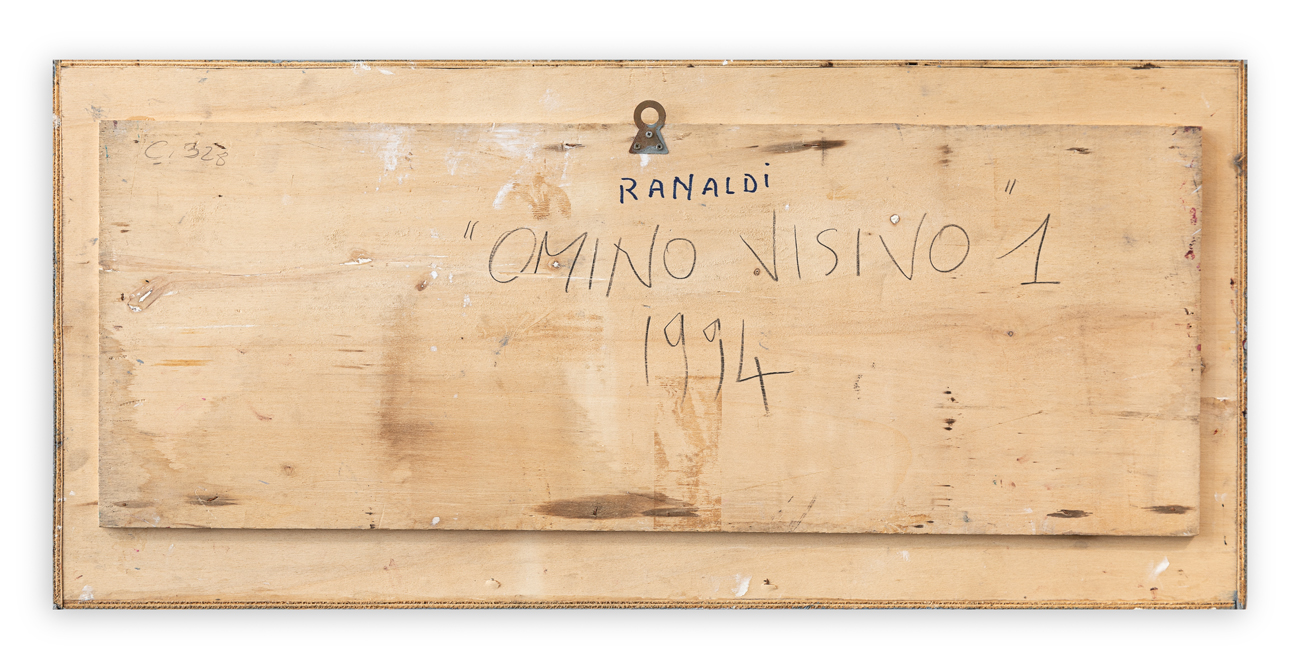 C. 328
RANALDI
"OMINO VISIVO" 1
1994